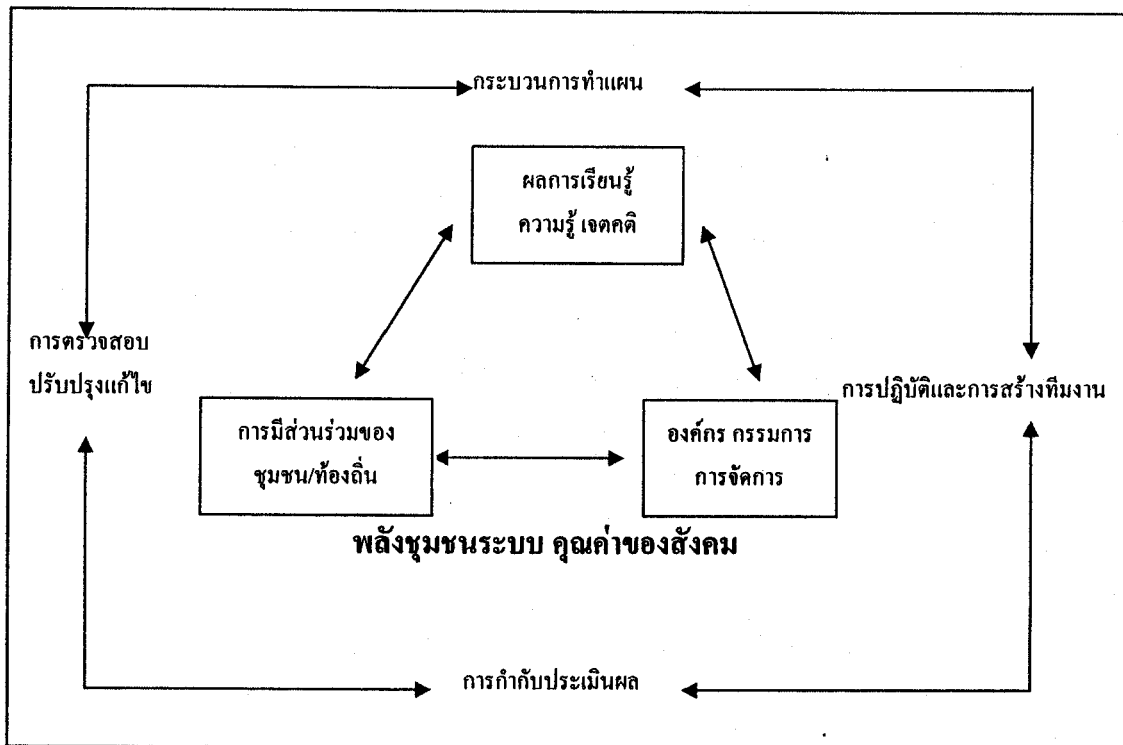 กระบวนการทำแผน
ผลการเรียนรู้
ความรู้ เจตคติ
การตรวจสอบ
ปรับปรุงแก้ไข
การปฏิบัติและการสร้างทีมงาน
การมีส่วนร่วมของ
ชุมชน/ท้องถิ่น
องค์กร กรรมการ
การจัดการ
พลังชุมชนระบบ คุณค่าของสังคม
การกำกับประเมินผล